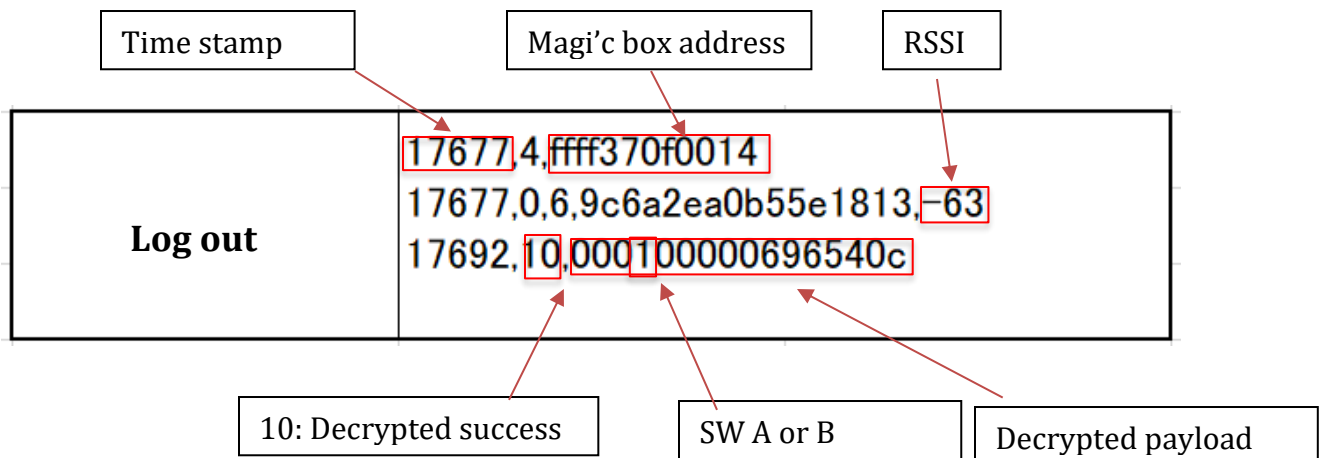 Time stamp
Magi’c box address
RSSI
Log out
17677,4,ffff370f0014
17677,0,6,9c6a2ea0b55e1813,-63
17692,10,000100000696540c
10: Decrypted success
SW A or B
Decrypted payload